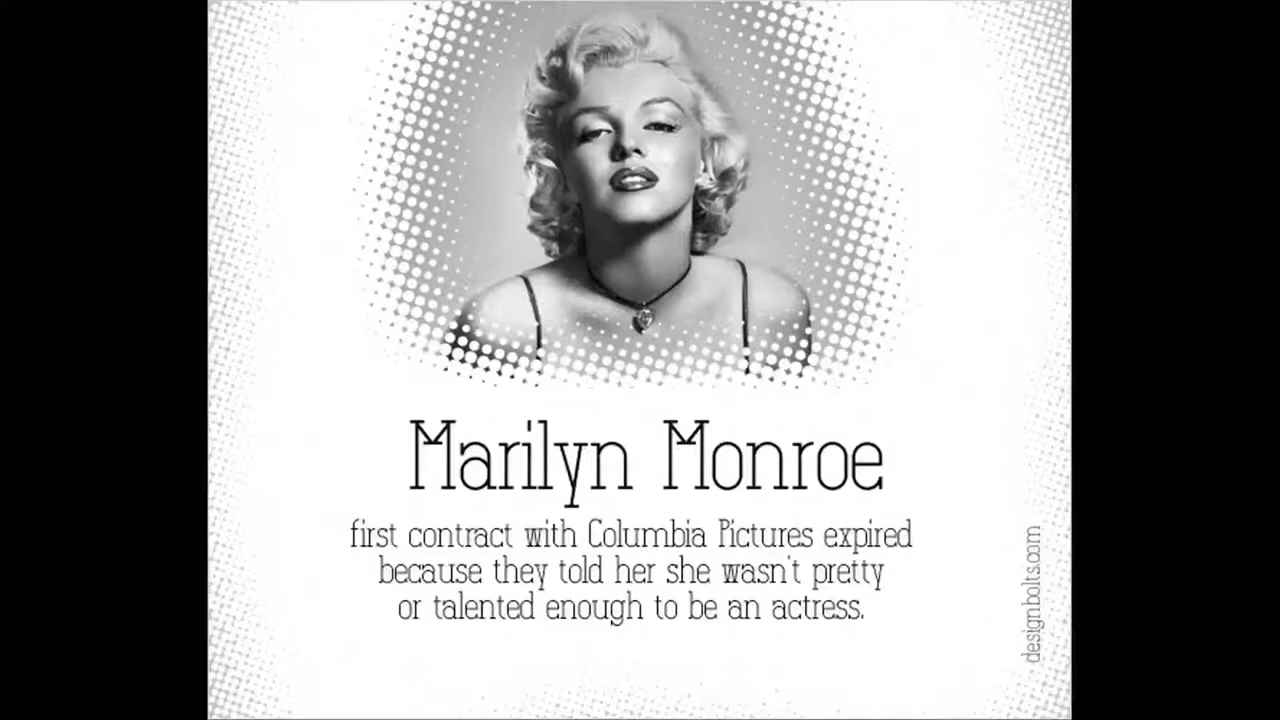 Marilyn Monroe
first contract with Columbia Pictures expired
because they told her she wasn't pretty
or talented enough to be an actress.
designbolts.com